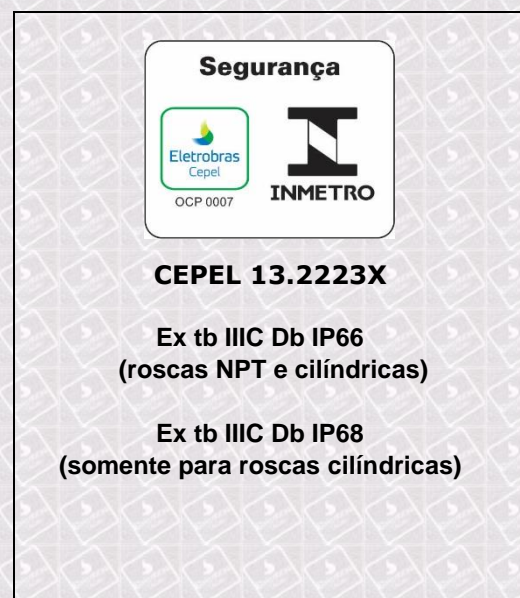 Segurança
Eletrobras
Cepel
OCP 0007
INMETRO
CEPEL 13.2223X
Ex tb IIIC Db IP66
(roscas NPT e cilíndricas)
Ex tb IIIC Db IP68
(somente para roscas cilíndricas)